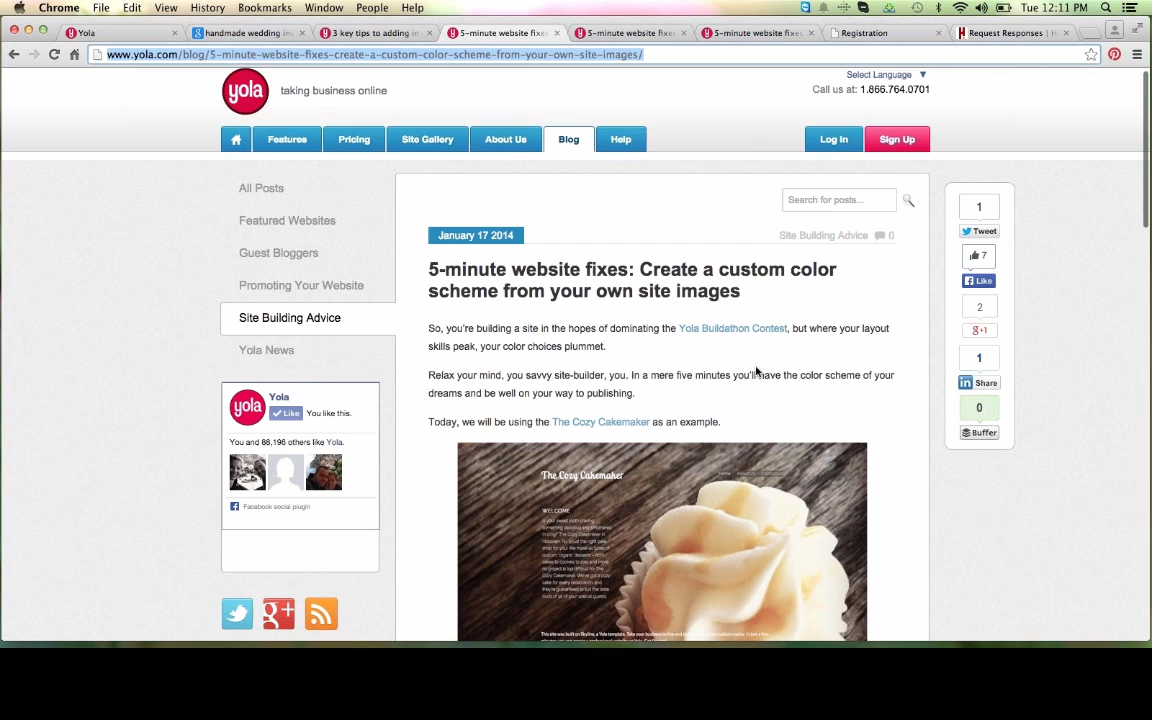 Chrome File Edit View History Bookmarks Window People Help Tue 12:11 PM
Yola
handmade wedding in
3 key tips to adding in
5-minute website fixes
5-minute website fixes
5-minute website fixes
Registration
Request Responses | H
www.yola.com/blog/5-minute-website-fixes-create-a-custom-color-scheme-from-your-own-site-images/
yola taking business online
Select Language ▼
Call us at: 1.866.764.0701
Features Pricing Site Gallery About Us Blog Help Log In Sign Up
All Posts
Featured Websites
Guest Bloggers
Promoting Your Website
Site Building Advice
Yola News
yola
Yola
Like You like this.
You and 86,196 others like Yola.
Facebook social plugin
Search for posts...
January 17 2014
Site Building Advice 0
5-minute website fixes: Create a custom color
scheme from your own site images
So, you're building a site in the hopes of dominating the Yola Buildathon Contest, but where your layout
skills peak, your color choices plummet.
Relax your mind, you savvy site-builder, you. In a mere five minutes you'll have the color scheme of your
dreams and be well on your way to publishing.
Today, we will be using the The Cozy Cakemaker as an example.
The Cozy Cakemaker
Home About Us
WELCOME
1
Tweet
7
Like
2
g+1
1
in Share
0
Buffer